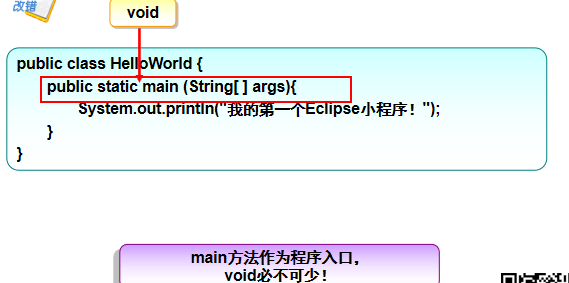 改错
void
public class HelloWorld {
public static main (String[ ] args){
System.out.println("我的第一个Eclipse小程序！");
}
}
main方法作为程序入口，
void必不可少！